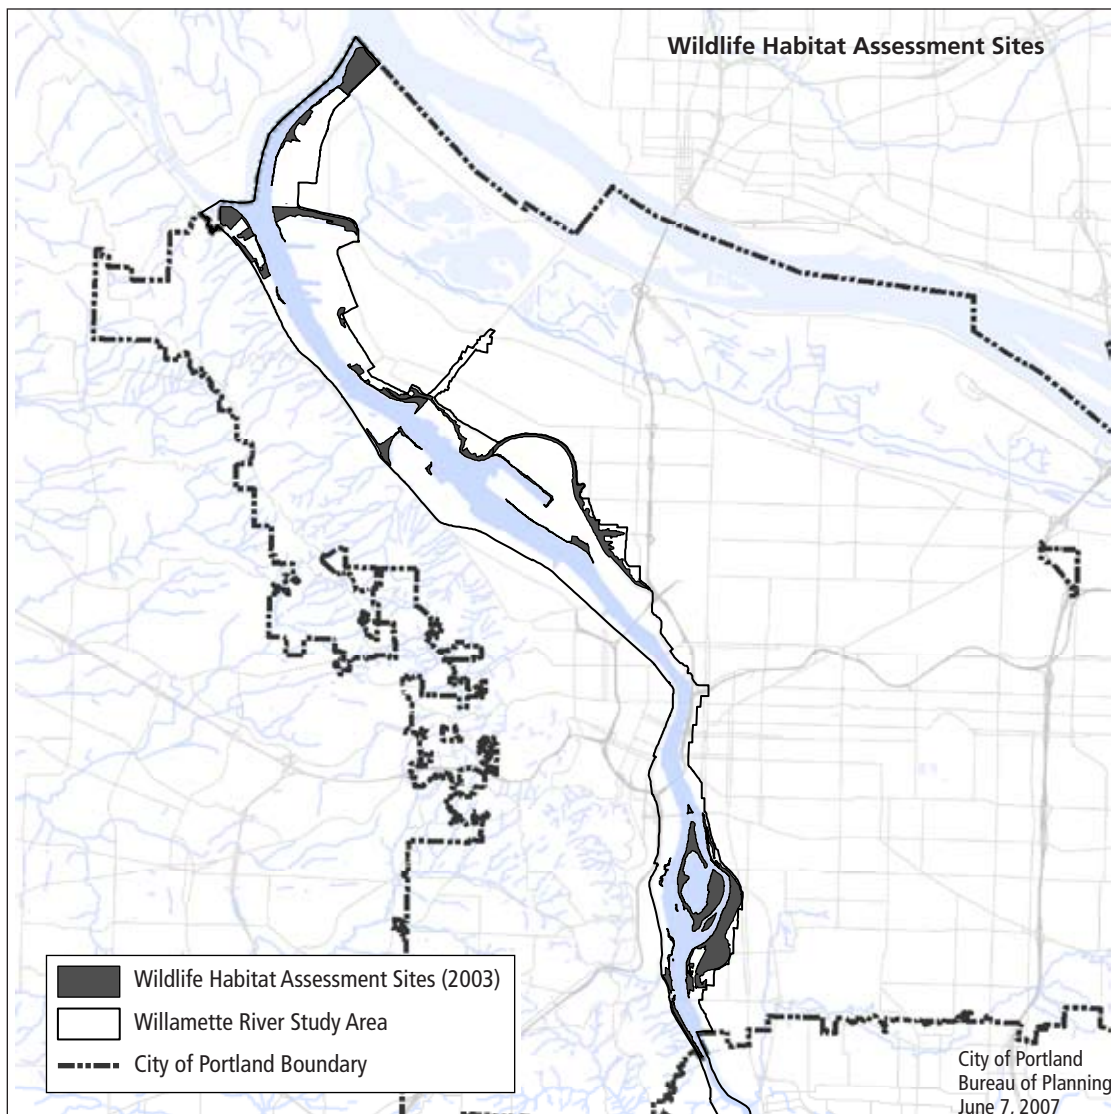 Wildlife Habitat Assessment Sites
Wildlife Habitat Assessment Sites (2003)
Willamette River Study Area
City of Portland Boundary
City of Portland
Bureau of Planning
June 7, 2007